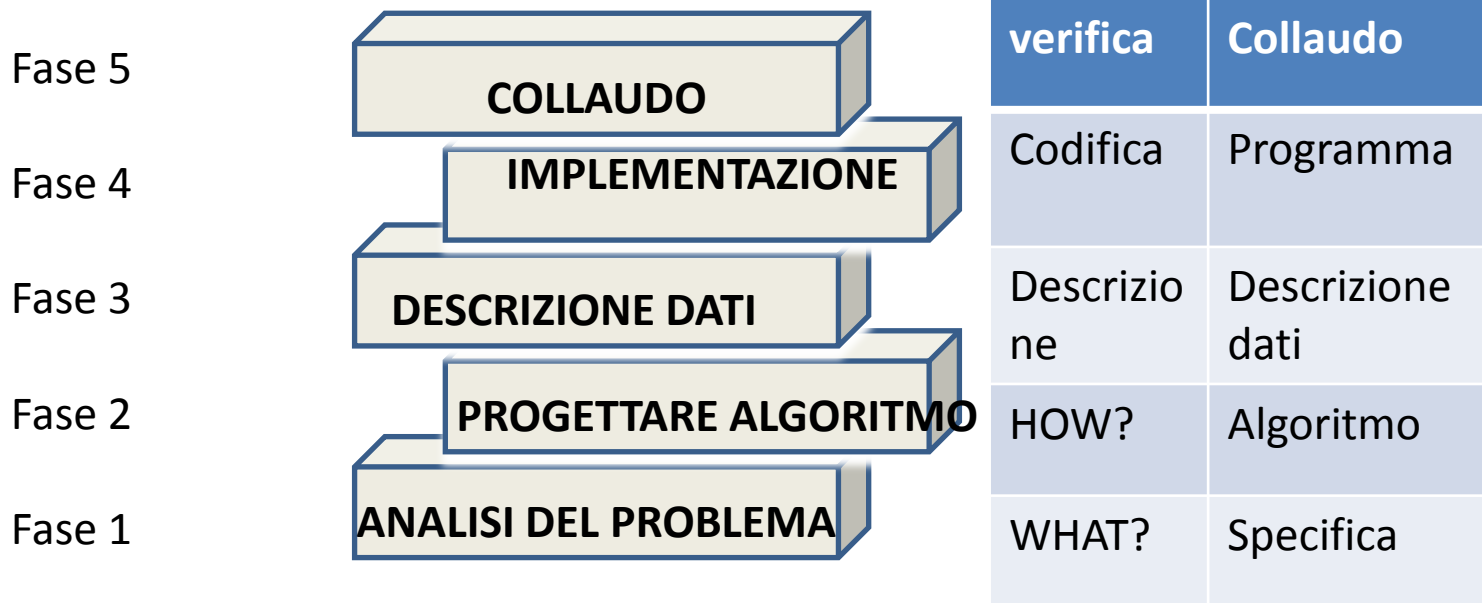 Fase 5
COLLAUDO
verifica Collaudo
Fase 4
IMPLEMENTAZIONE
Codifica Programma
Fase 3
DESCRIZIONE DATI
Descrizio Descrizione
ne dati
Fase 2
PROGETTARE ALGORITMO
HOW? Algoritmo
Fase 1
ANALISI DEL PROBLEMA
WHAT? Specifica